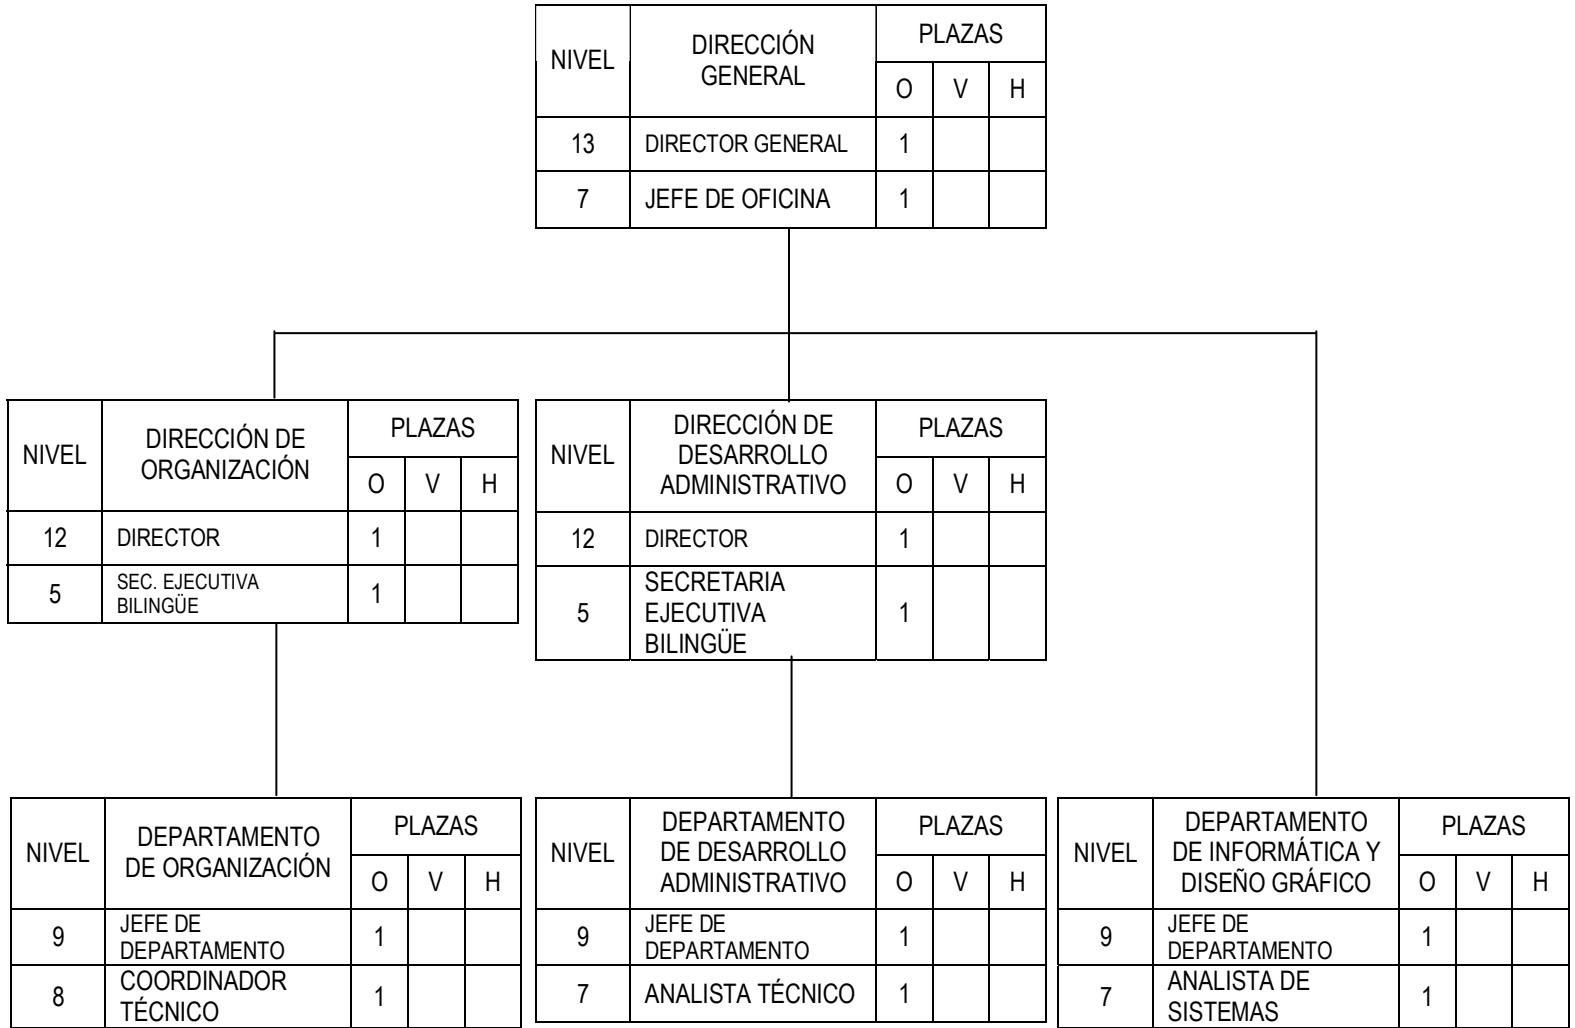 NIVEL
DIRECCIÓN
GENERAL
PLAZAS
O V H
13 DIRECTOR GENERAL 1
7 JEFE DE OFICINA 1
NIVEL
DIRECCIÓN DE
ORGANIZACIÓN
PLAZAS
O V H
12 DIRECTOR 1
5
SEC. EJECUTIVA
BILINGÜE
1
NIVEL
DIRECCIÓN DE
DESARROLLO
ADMINISTRATIVO
PLAZAS
O V H
12 DIRECTOR 1
5
SECRETARIA
EJECUTIVA
BILINGÜE
1
NIVEL
DEPARTAMENTO
DE ORGANIZACIÓN
PLAZAS
O V H
9
JEFE DE
DEPARTAMENTO
1
8
COORDINADOR
TÉCNICO
1
NIVEL
DEPARTAMENTO
DE DESARROLLO
ADMINISTRATIVO
PLAZAS
O V H
9
JEFE DE
DEPARTAMENTO
1
7 ANALISTA TÉCNICO 1
NIVEL
DEPARTAMENTO
DE INFORMÁTICA Y
DISEÑO GRÁFICO
PLAZAS
O V H
9
JEFE DE
DEPARTAMENTO
1
7
ANALISTA DE
SISTEMAS
1